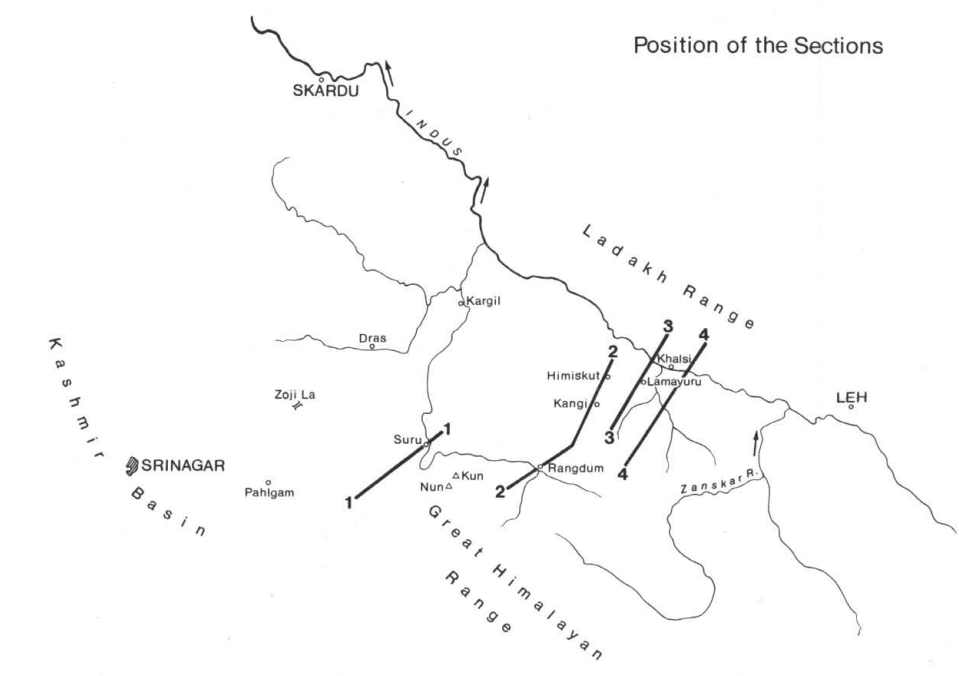 Position of the Sections
SKARDU
INDUS
Ladakh Range
Kargil
Dras
Kashmir Basin
Zoji La
SRINAGAR
Pahlgam
Suru
1
1
Kun
Nun
2
Himiskut
Kangi
Rangdum
2
3
3
4
Khalsi
Lamayuru
4
LEH
Zanskar R.
Great Himalayan
Range